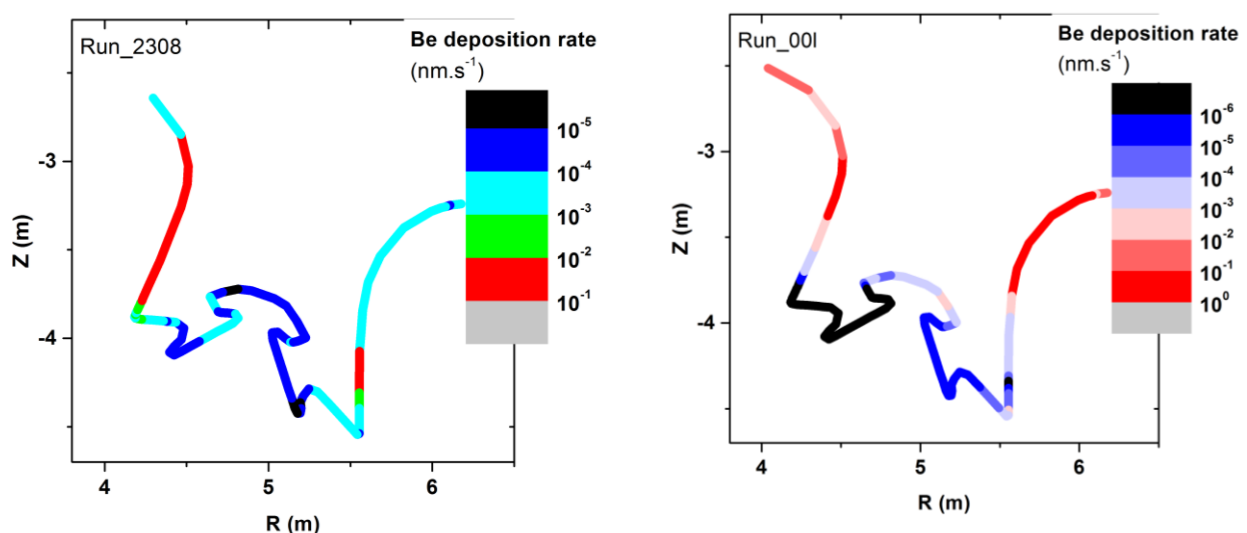 Run_2308
Be deposition rate
(nm.s⁻¹)
10⁻⁵
10⁻⁴
10⁻³
10⁻²
10⁻¹
-3
-4
Z (m)
4
5
6
R (m)
Run_00I
Be deposition rate
(nm.s⁻¹)
10⁻⁶
10⁻⁵
10⁻⁴
10⁻³
10⁻²
10⁻¹
10⁰
-3
-4
Z (m)
4
5
6
R (m)